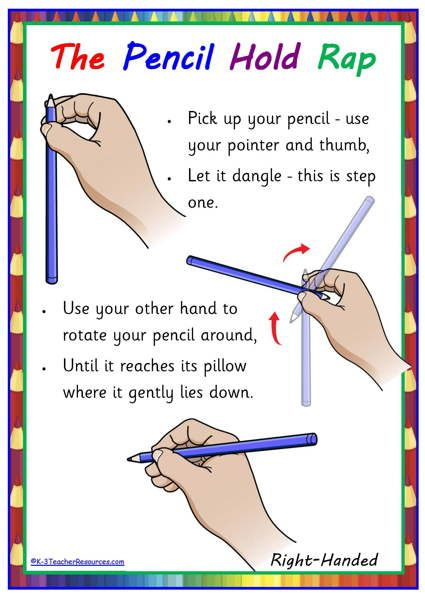 The Pencil Hold Rap
• Pick up your pencil - use
your pointer and thumb,
• Let it dangle - this is step
one.
• Use your other hand to
rotate your pencil around,
• Until it reaches its pillow
where it gently lies down.
©K-3TeacherResources.com
Right-Handed